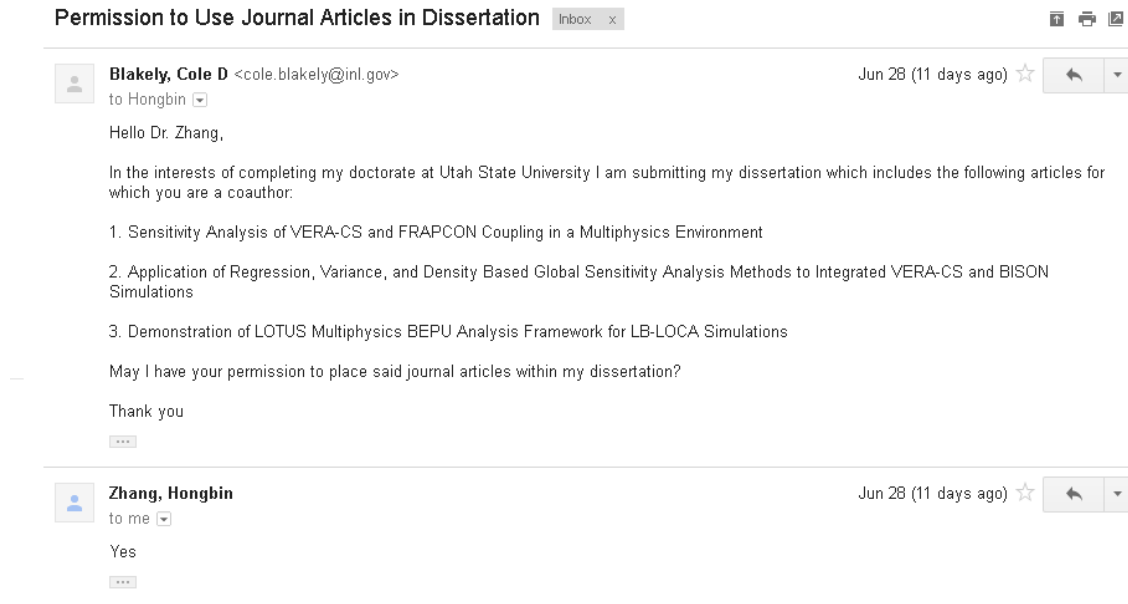 Permission to Use Journal Articles in Dissertation Inbox x
Blakely, Cole D <cole.blakely@inl.gov> Jun 28 (11 days ago)
to Hongbin
Hello Dr. Zhang,
In the interests of completing my doctorate at Utah State University I am submitting my dissertation which includes the following articles for
which you are a coauthor:
1. Sensitivity Analysis of VERA-CS and FRAPCON Coupling in a Multiphysics Environment
2. Application of Regression, Variance, and Density Based Global Sensitivity Analysis Methods to Integrated VERA-CS and BISON
Simulations
3. Demonstration of LOTUS Multiphysics BEPU Analysis Framework for LB-LOCA Simulations
May I have your permission to place said journal articles within my dissertation?
Thank you
Zhang, Hongbin Jun 28 (11 days ago)
to me
Yes